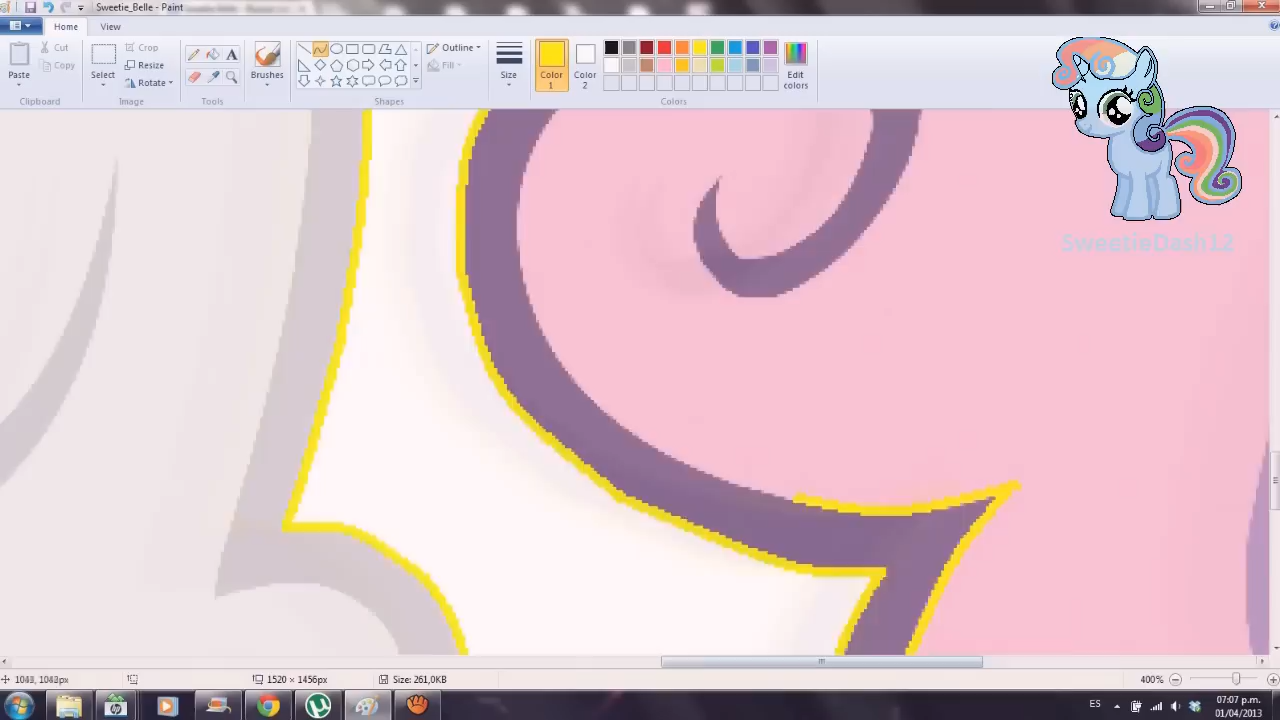 Sweetie_Belle - Paint
Home View
Paste
Cut
Copy
Clipboard
Select
Crop
Resize
Rotate
Image
Tools
Brushes
Shapes
Outline
Fill
Size
Color 1
Color 2
Edit colors
Colors
SweetieDash12
1043, 1043px
1520 × 1456px
Size: 261,0KB
400%
ES
07:07 p.m.
01/04/2013